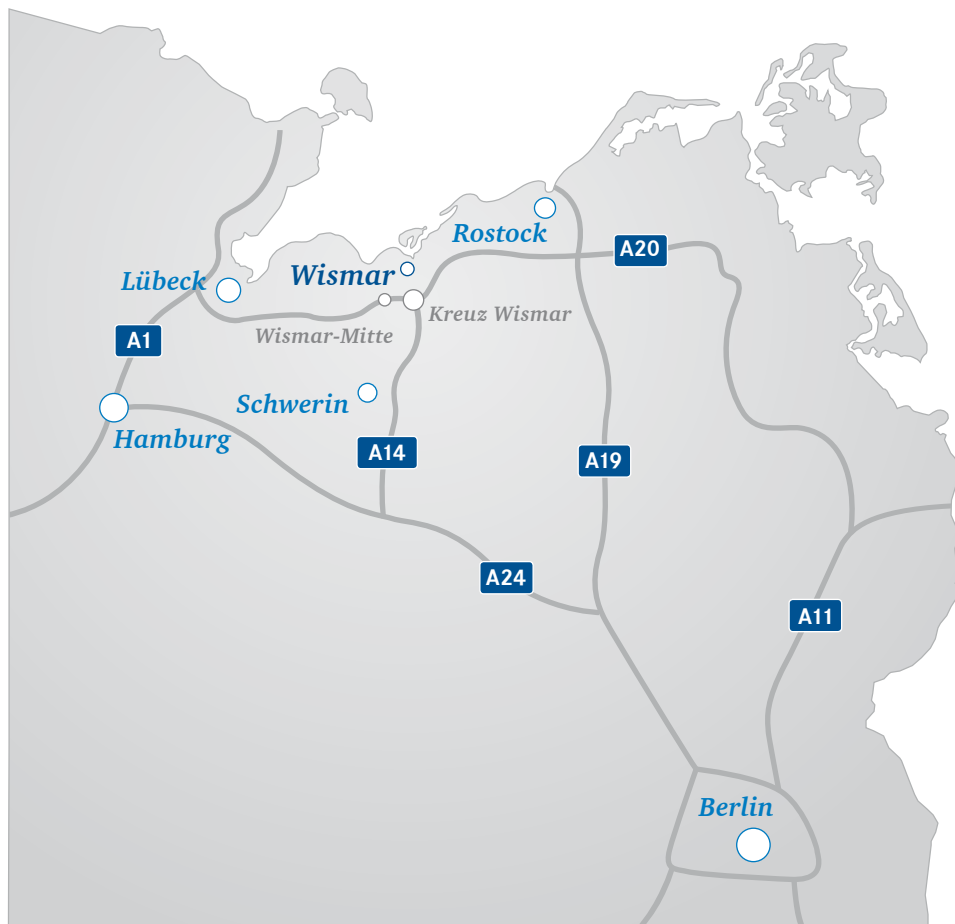 Rostock
A20
Wismar
Lübeck
Kreuz Wismar
Wismar-Mitte
A1
Schwerin
Hamburg
A14
A19
A24
A11
Berlin